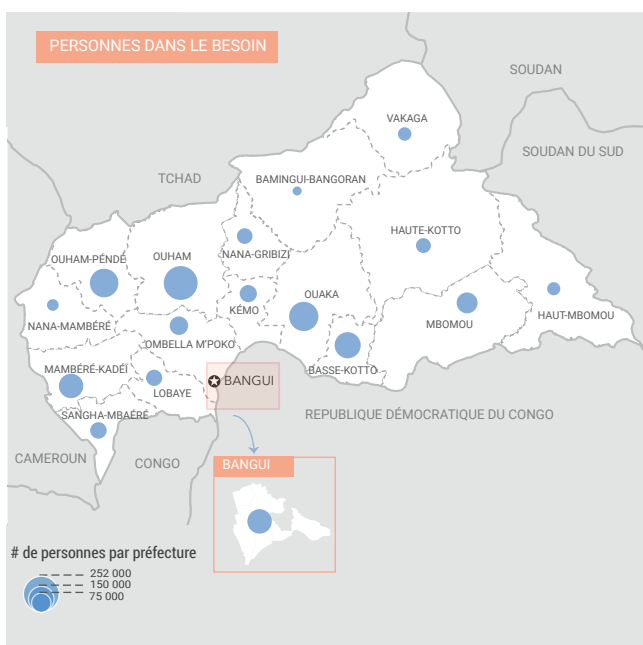 PERSONNES DANS LE BESOIN
SOUDAN
VAKAGA
SOUDAN DU SUD
TCHAD
BAMINGUI-BANGORAN
HAUTE-KOTTO
OUHAM-PÉNDÉ
OUHAM
NANA-GRIBIZI
OUAKA
KÉMO
NANA-MAMBÉRÉ
MBOMOU
HAUT-MBOMOU
OMBELLA M'POKO
MAMBÉRÉ-KADÉÏ
BASSE-KOTTO
BANGUI
LOBAYE
SANGHA-MBAÉRÉ
REPUBLIQUE DÉMOCRATIQUE DU CONGO
CAMEROUN
CONGO
BANGUI
# de personnes par préfecture
252 000
150 000
75 000